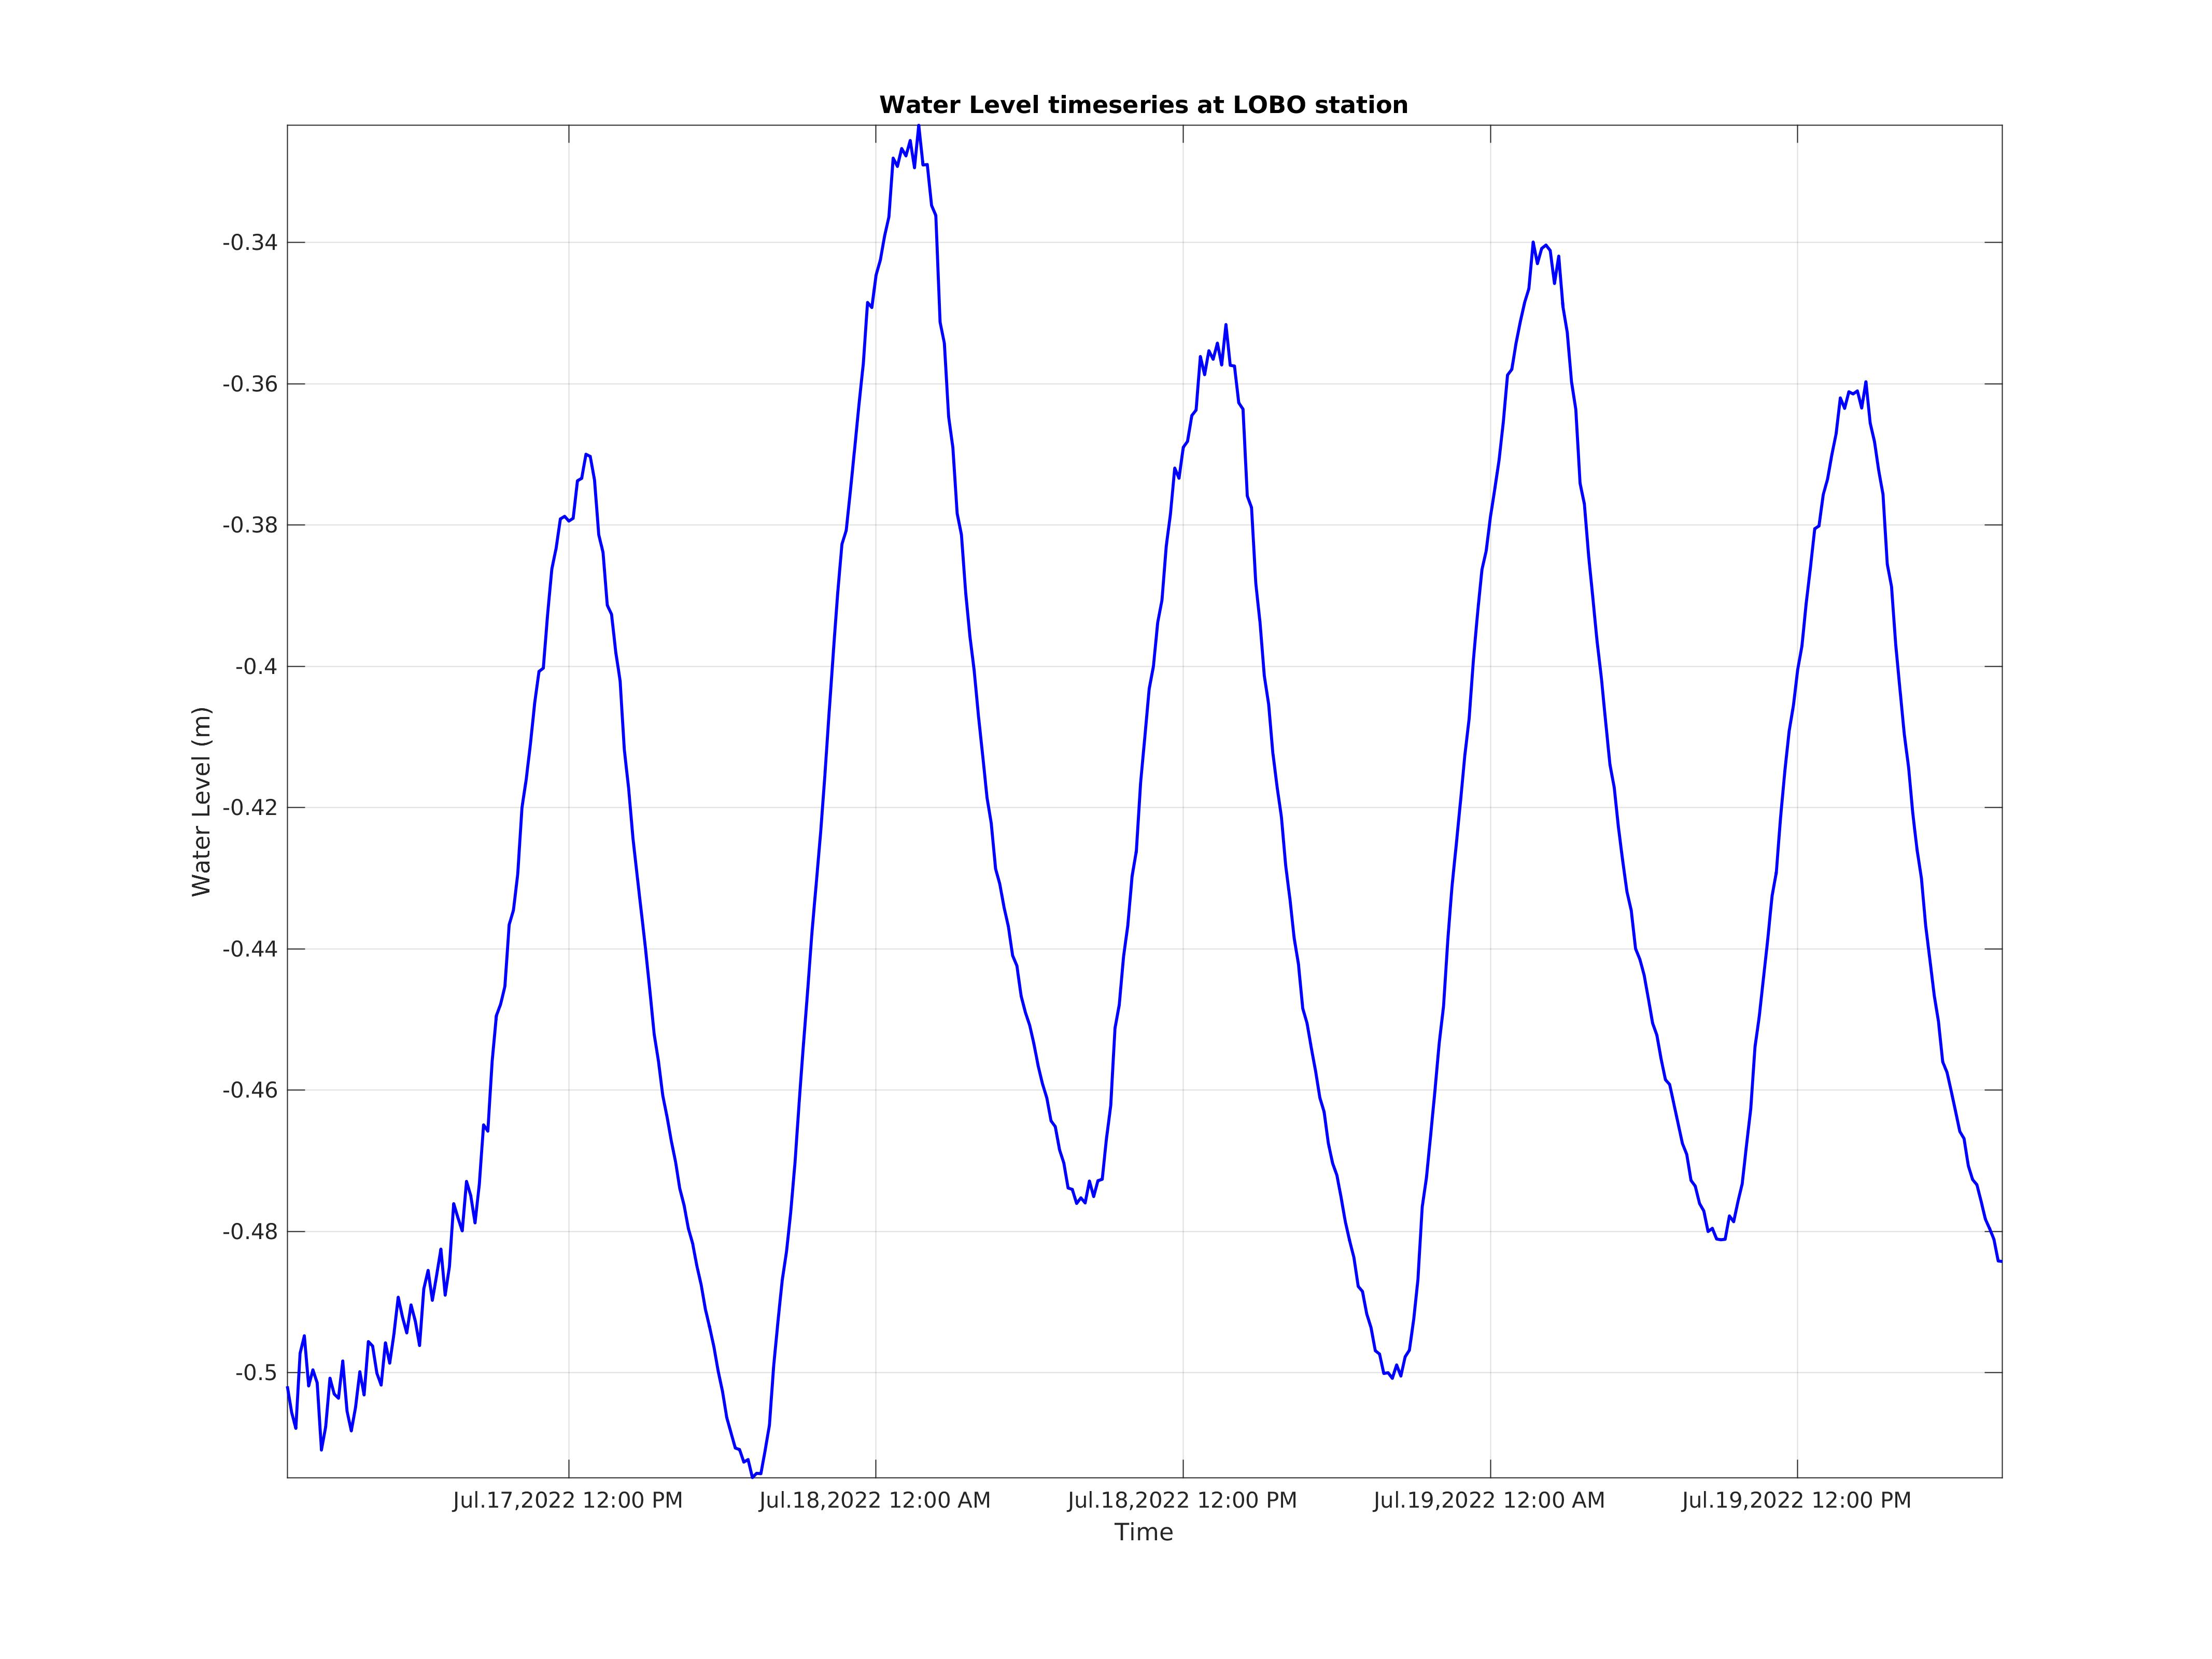 Water Level timeseries at LOBO station
-0.34
-0.36
-0.38
-0.4
-0.42
-0.44
-0.46
-0.48
-0.5
Water Level (m)
Jul.17,2022 12:00 PM
Jul.18,2022 12:00 AM
Jul.18,2022 12:00 PM
Jul.19,2022 12:00 AM
Jul.19,2022 12:00 PM
Time